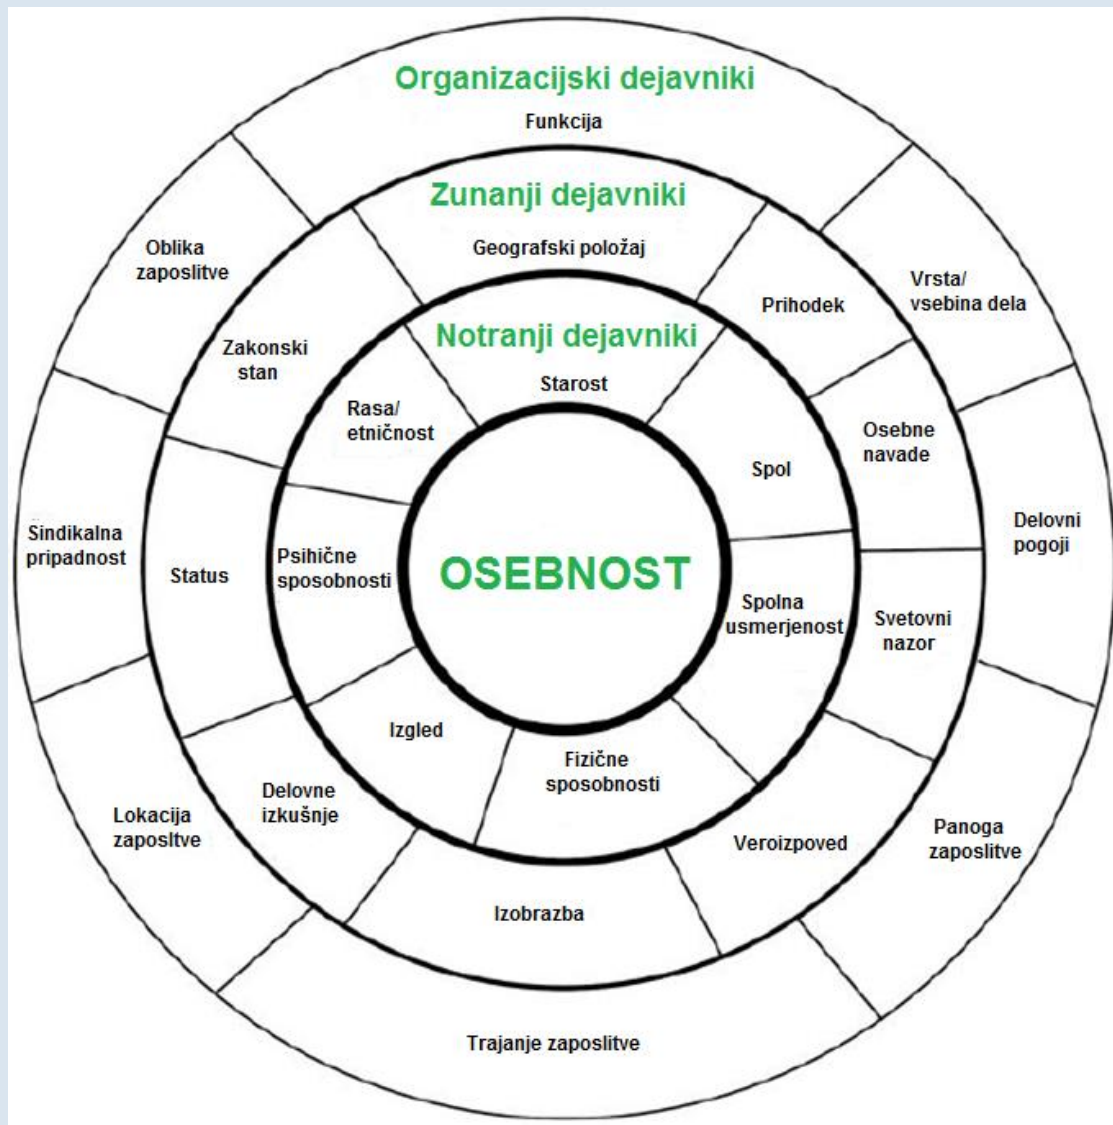 Organizacijski dejavniki
Funkcija
Vrsta/
vsebina dela
Delovni
pogoji
Panoga
zaposlitve
Trajanje zaposlitve
Lokacija
zaposltve
Sindikalna
pripadnost
Oblika
zaposlitve
Zunanji dejavniki
Geografski položaj
Prihodek
Osebne
navade
Svetovni
nazor
Veroizpoved
Izobrazba
Delovne
izkušnje
Status
Zakonski
stan
Notranji dejavniki
Starost
Spol
Spolna
usmerjenost
Fizične
sposobnosti
Izgled
Psihične
sposobnosti
Rasa/
etničnost
OSEBNOST